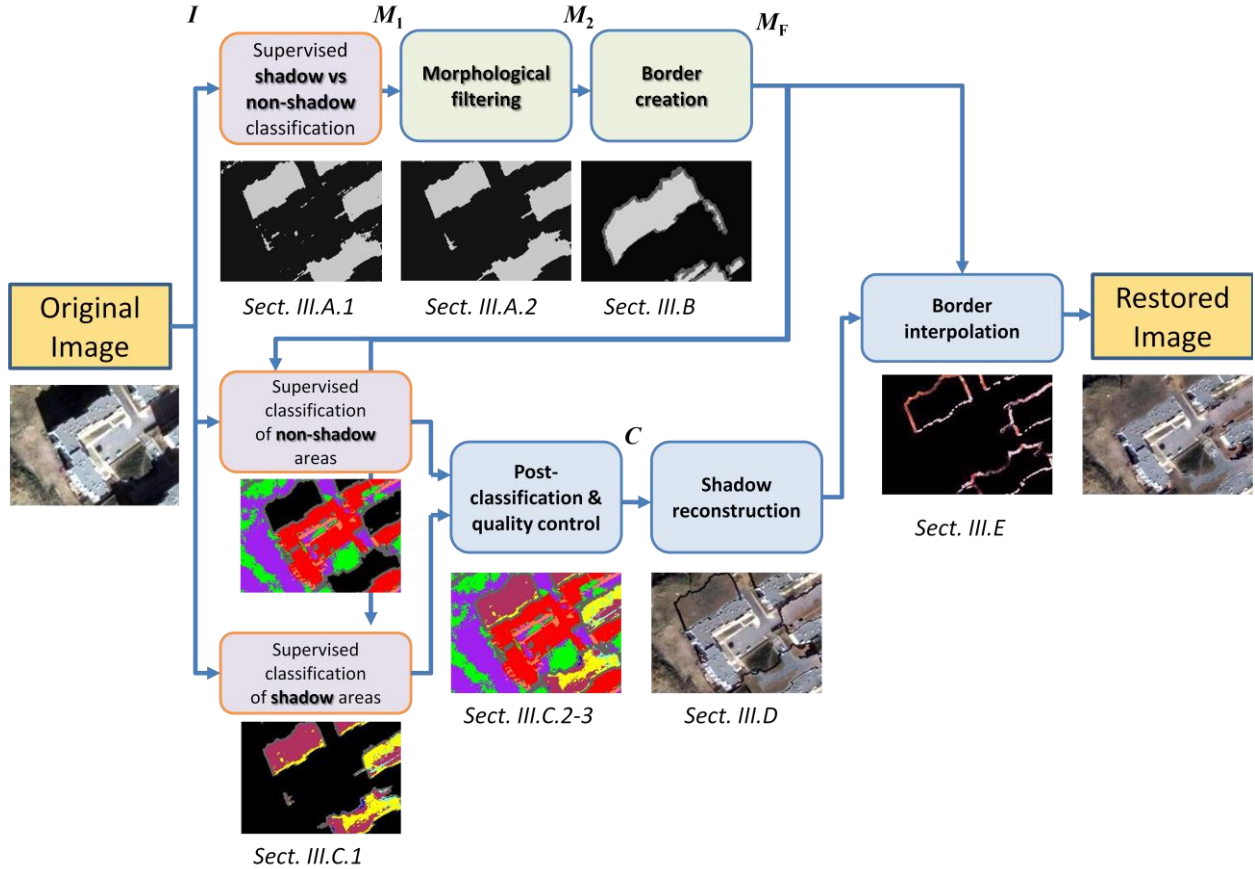 I
M1
M2
MF
Supervised
shadow vs
non-shadow
classification
Morphological
filtering
Border
creation
Sect. III.A.1
Sect. III.A.2
Sect. III.B
Original
Image
Border
interpolation
Restored
Image
Supervised
classification
of non-shadow
areas
C
Post-
classification &
quality control
Shadow
reconstruction
Sect. III.E
Supervised
classification
of shadow areas
Sect. III.C.2-3
Sect. III.D
Sect. III.C.1